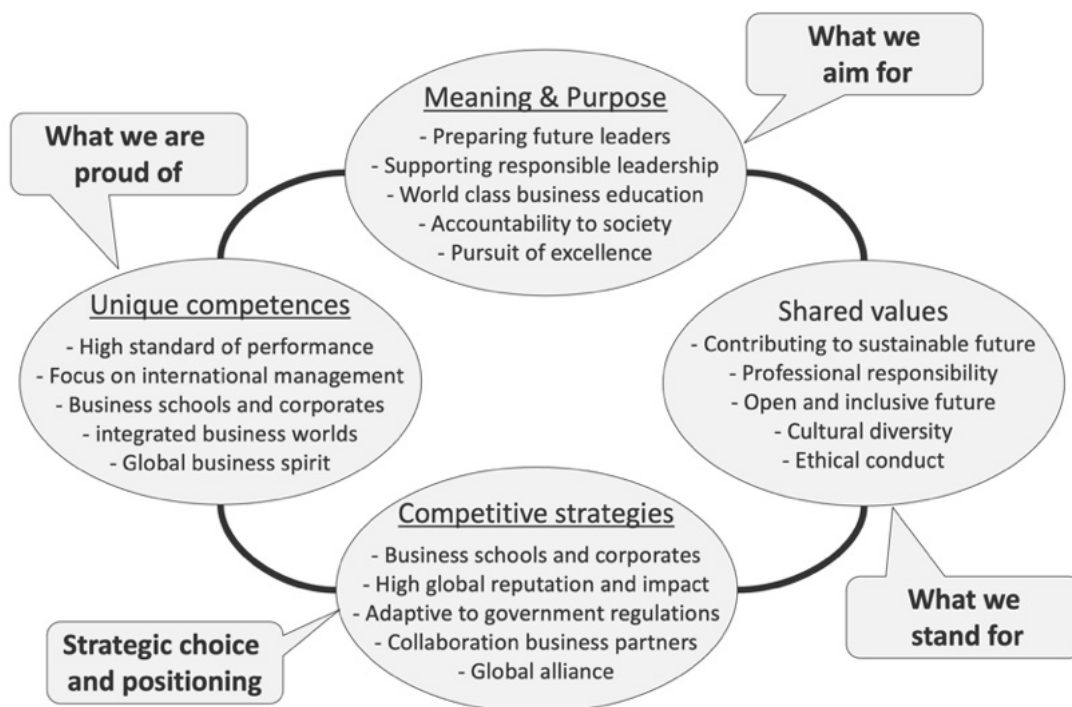 What we
aim for
Meaning & Purpose
- Preparing future leaders
- Supporting responsible leadership
- World class business education
- Accountability to society
- Pursuit of excellence
What we are
proud of
Unique competences
- High standard of performance
- Focus on international management
- Business schools and corporates
- integrated business worlds
- Global business spirit
Shared values
- Contributing to sustainable future
- Professional responsibility
- Open and inclusive future
- Cultural diversity
- Ethical conduct
Competitive strategies
- Business schools and corporates
- High global reputation and impact
- Adaptive to government regulations
- Collaboration business partners
- Global alliance
What we
stand for
Strategic choice
and positioning